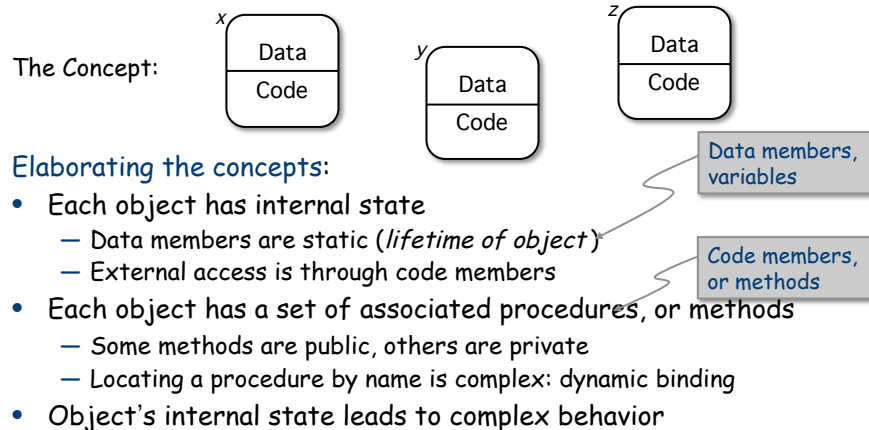 x
Data
Code
y
Data
Code
z
Data
Code
The Concept:
Elaborating the concepts:
• Each object has internal state
— Data members are static (lifetime of object)
— External access is through code members
• Each object has a set of associated procedures, or methods
— Some methods are public, others are private
— Locating a procedure by name is complex: dynamic binding
• Object's internal state leads to complex behavior
Data members,
variables
Code members,
or methods